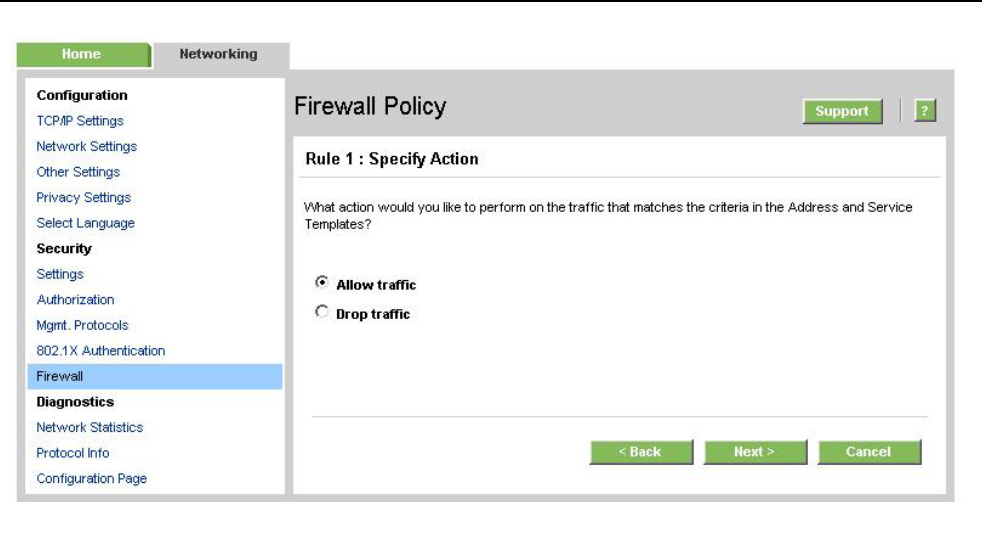 Home
Networking
Configuration
TCP/IP Settings
Network Settings
Other Settings
Privacy Settings
Select Language
Security
Settings
Authorization
Mgmt. Protocols
802.1X Authentication
Firewall
Diagnostics
Network Statistics
Protocol Info
Configuration Page
Firewall Policy
Support
?
Rule 1 : Specify Action
What action would you like to perform on the traffic that matches the criteria in the Address and Service
Templates?
Allow traffic
Drop traffic
< Back
Next >
Cancel